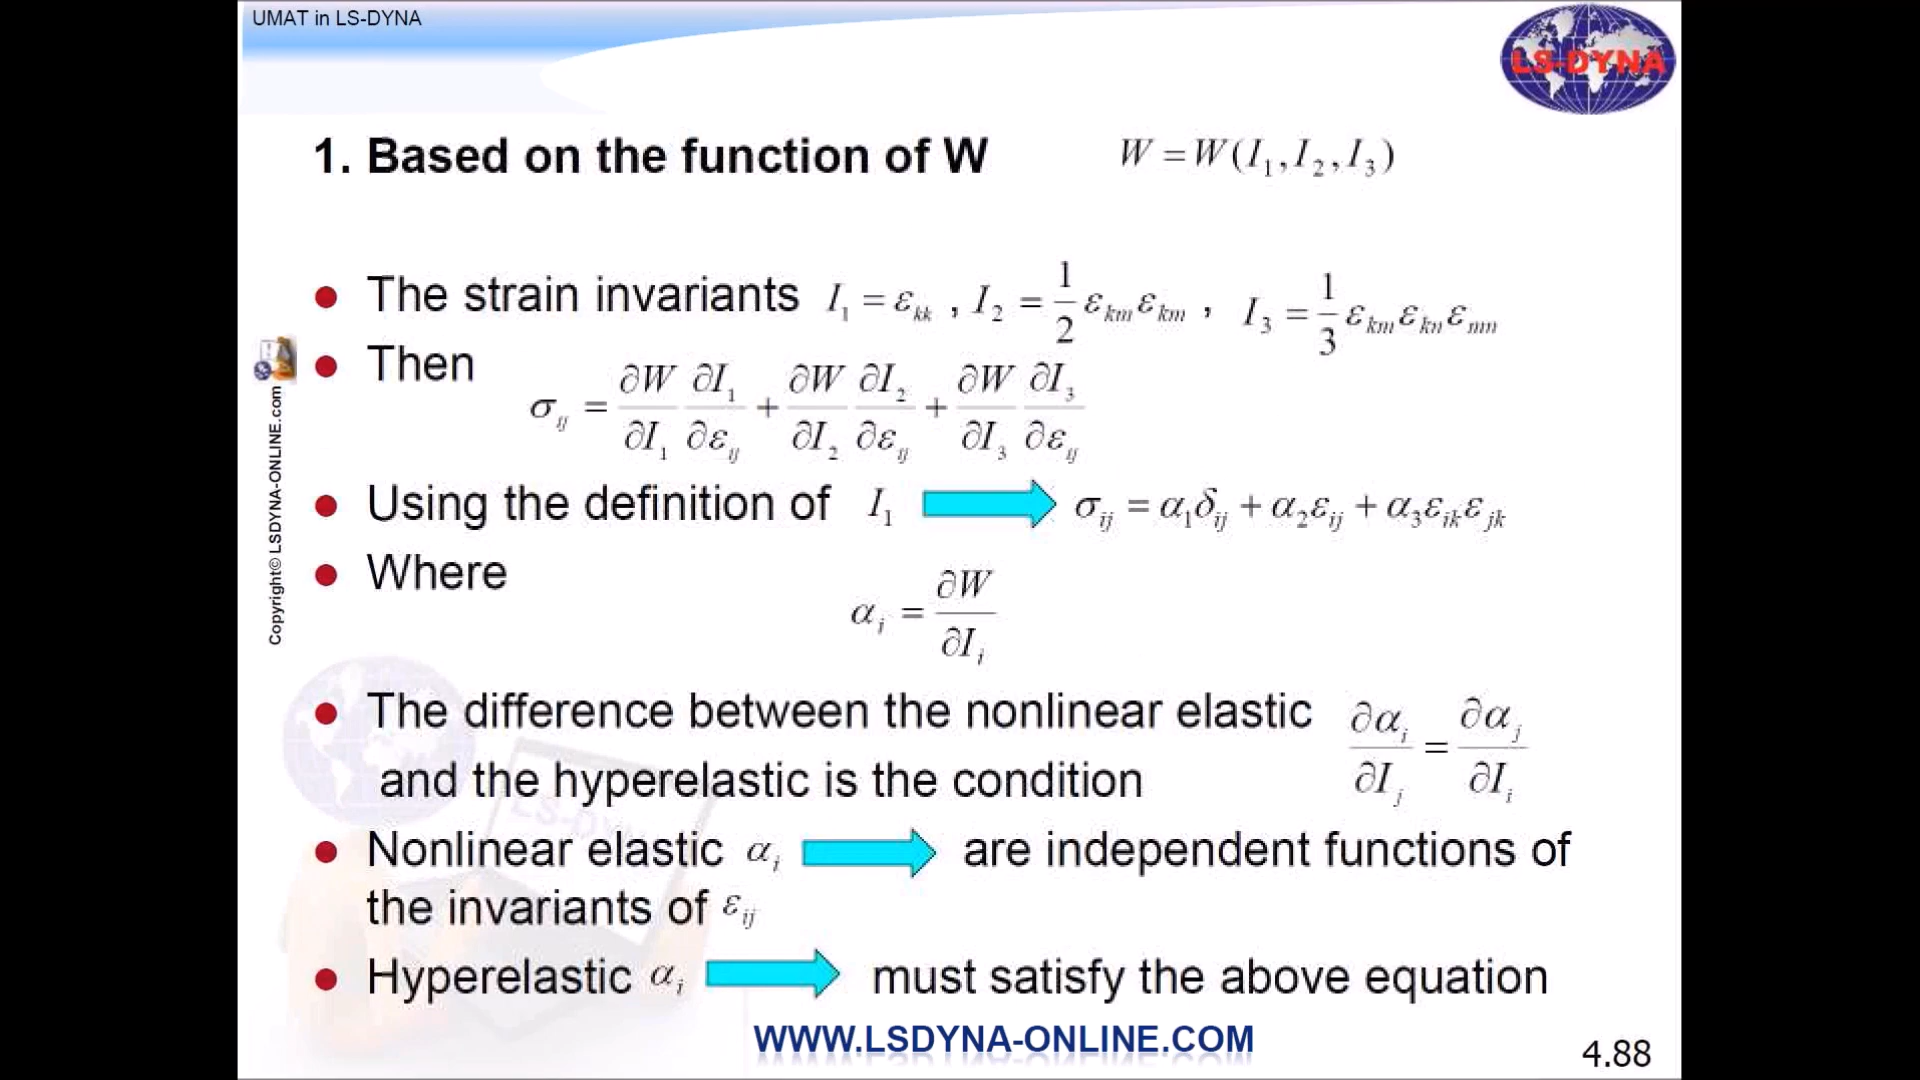 UMAT in LS-DYNA
LS-DYNA
1. Based on the function of W W = W(I₁, I₂, I₃)
● The strain invariants I₁ = ε_kk , I₂ = 1/2 ε_km ε_km , I₃ = 1/3 ε_km ε_kn ε_mn
● Then
σ_ij = ∂W/∂I₁ ∂I₁/∂ε_ij + ∂W/∂I₂ ∂I₂/∂ε_ij + ∂W/∂I₃ ∂I₃/∂ε_ij
● Using the definition of I₁ σ_ij = α₁δ_ij + α₂ε_ij + α₃ε_ik ε_jk
● Where
α_i = ∂W/∂I_i
● The difference between the nonlinear elastic
and the hyperelastic is the condition ∂α_i/∂I_j = ∂α_j/∂I_i
● Nonlinear elastic α_i are independent functions of
the invariants of ε_ij
● Hyperelastic α_i must satisfy the above equation
Copyright© LSDYNA-ONLINE.com
WWW.LSDYNA-ONLINE.COM
4.88